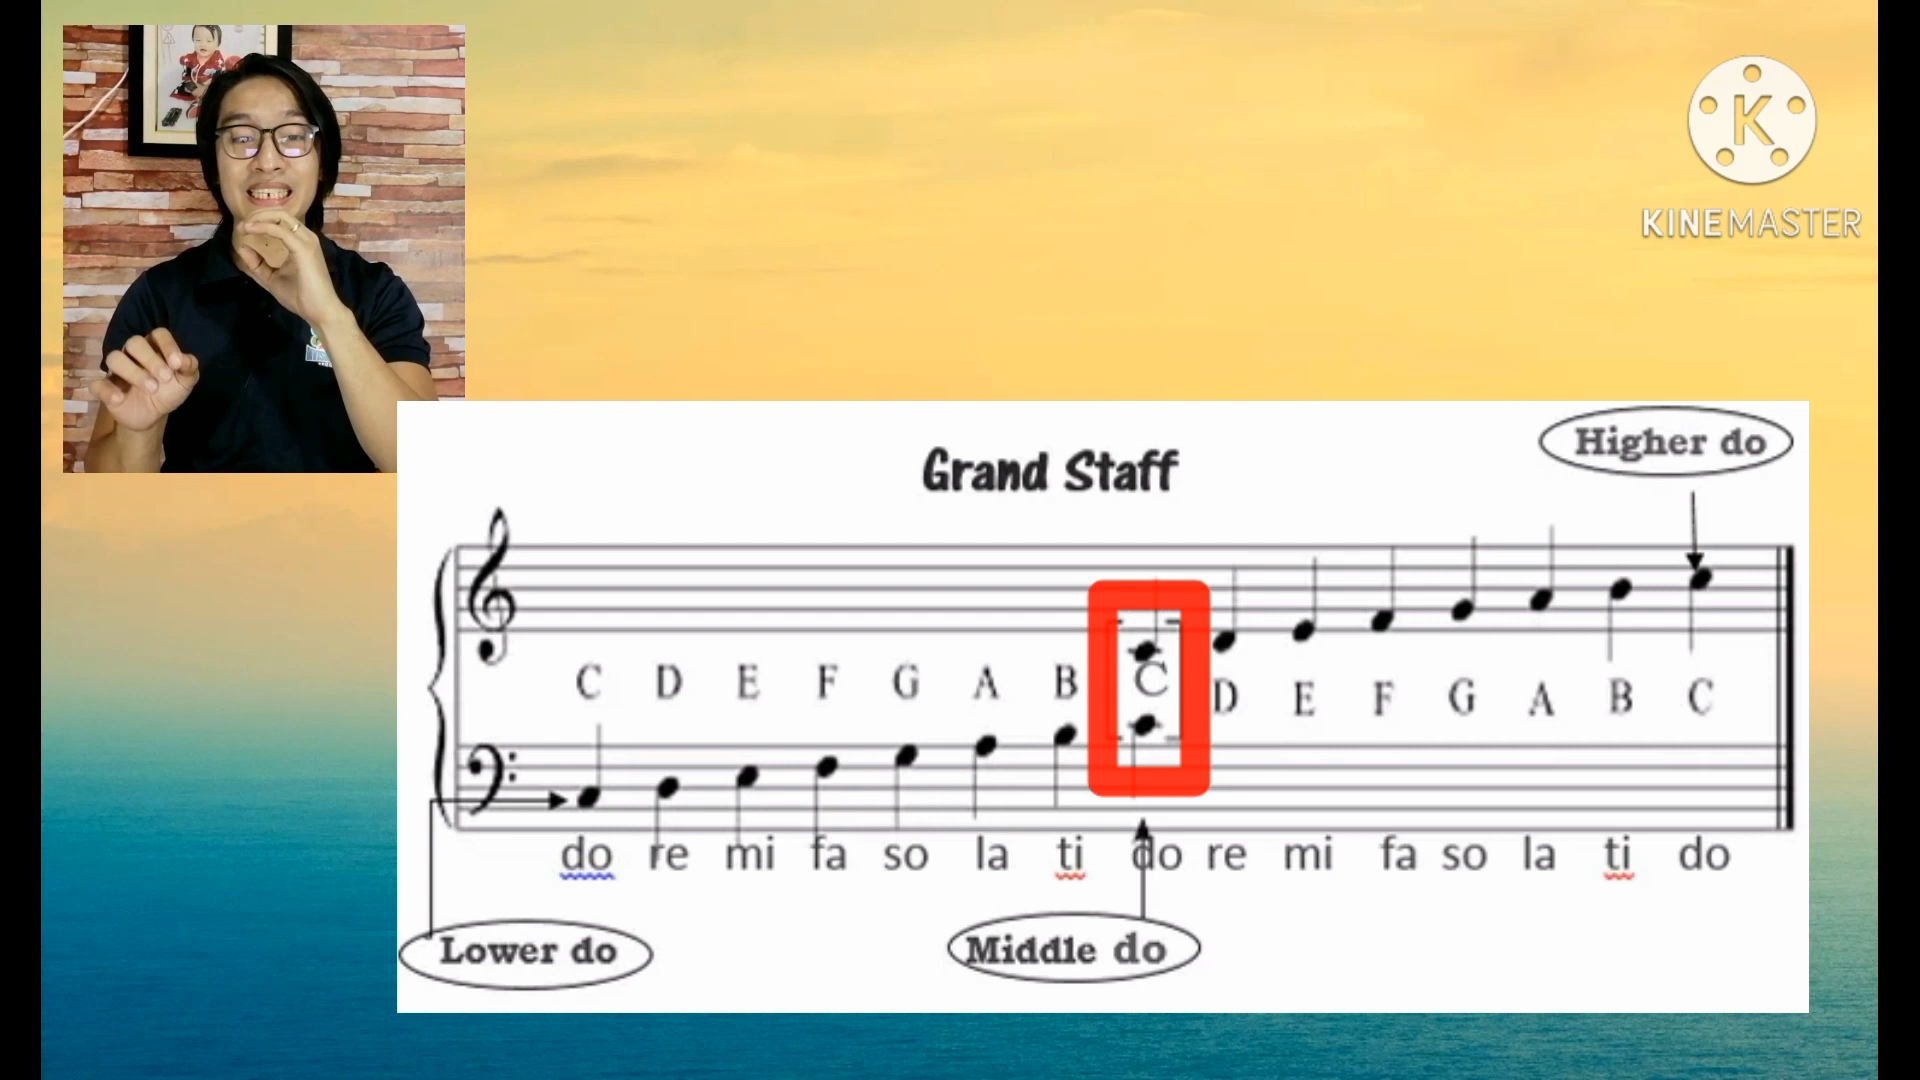 KINEMASTER
Higher do
Grand Staff
C D E F G A B C D E F G A B C
do re mi fa so la ti do re mi fa so la ti do
Lower do
Middle do